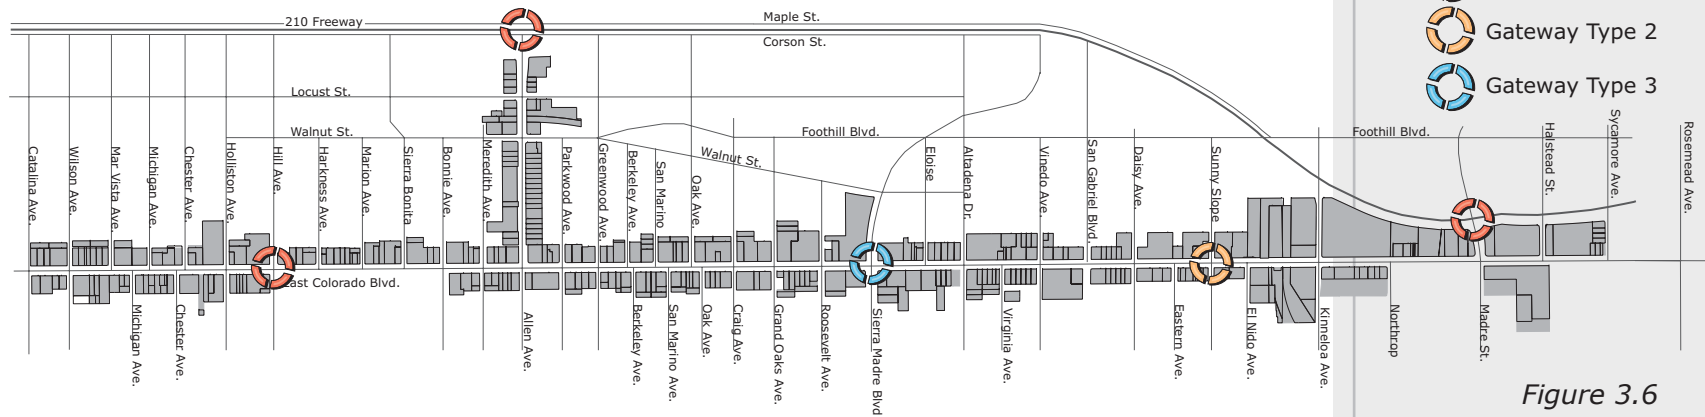 210 Freeway
Maple St.
Corson St.
Gateway Type 2
Gateway Type 3
Locust St.
Walnut St.
Foothill Blvd.
Foothill Blvd.
Walnut St.
Catalina Ave.
Wilson Ave.
Mar Vista Ave.
Michigan Ave.
Chester Ave.
Holliston Ave.
Hill Ave.
Harkness Ave.
Marion Ave.
Sierra Bonita
Bonnie Ave.
Meredith Ave.
Parkwood Ave.
Greenwood Ave.
Berkeley Ave.
San Marino
Oak Ave.
Eloise
Altadena Dr.
Vinedo Ave.
San Gabriel Blvd.
Daisy Ave.
Sunny Slope
Halstead St.
Sycamore Ave.
Rosemead Ave.
East Colorado Blvd.
Michigan Ave.
Chester Ave.
Allen Ave.
Berkeley Ave.
San Marino Ave.
Oak Ave.
Craig Ave.
Grand Oaks Ave.
Roosevelt Ave.
Sierra Madre Blvd
Virginia Ave.
Eastern Ave.
El Nido Ave.
Kinneloa Ave.
Northrop
Madre St.
Figure 3.6